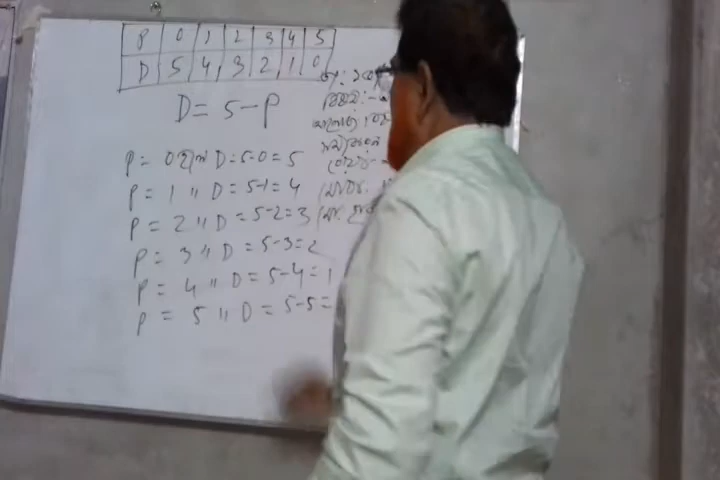 P 0 1 2 3 4 5
D 5 4 3 2 1 0
D = 5 - P
P = 0 হলে D = 5-0 = 5
P = 1 " D = 5-1 = 4
P = 2 " D = 5-2 = 3
P = 3 " D = 5-3 = 2
P = 4 " D = 5-4 = 1
P = 5 " D = 5-5 =
বিষয়:-